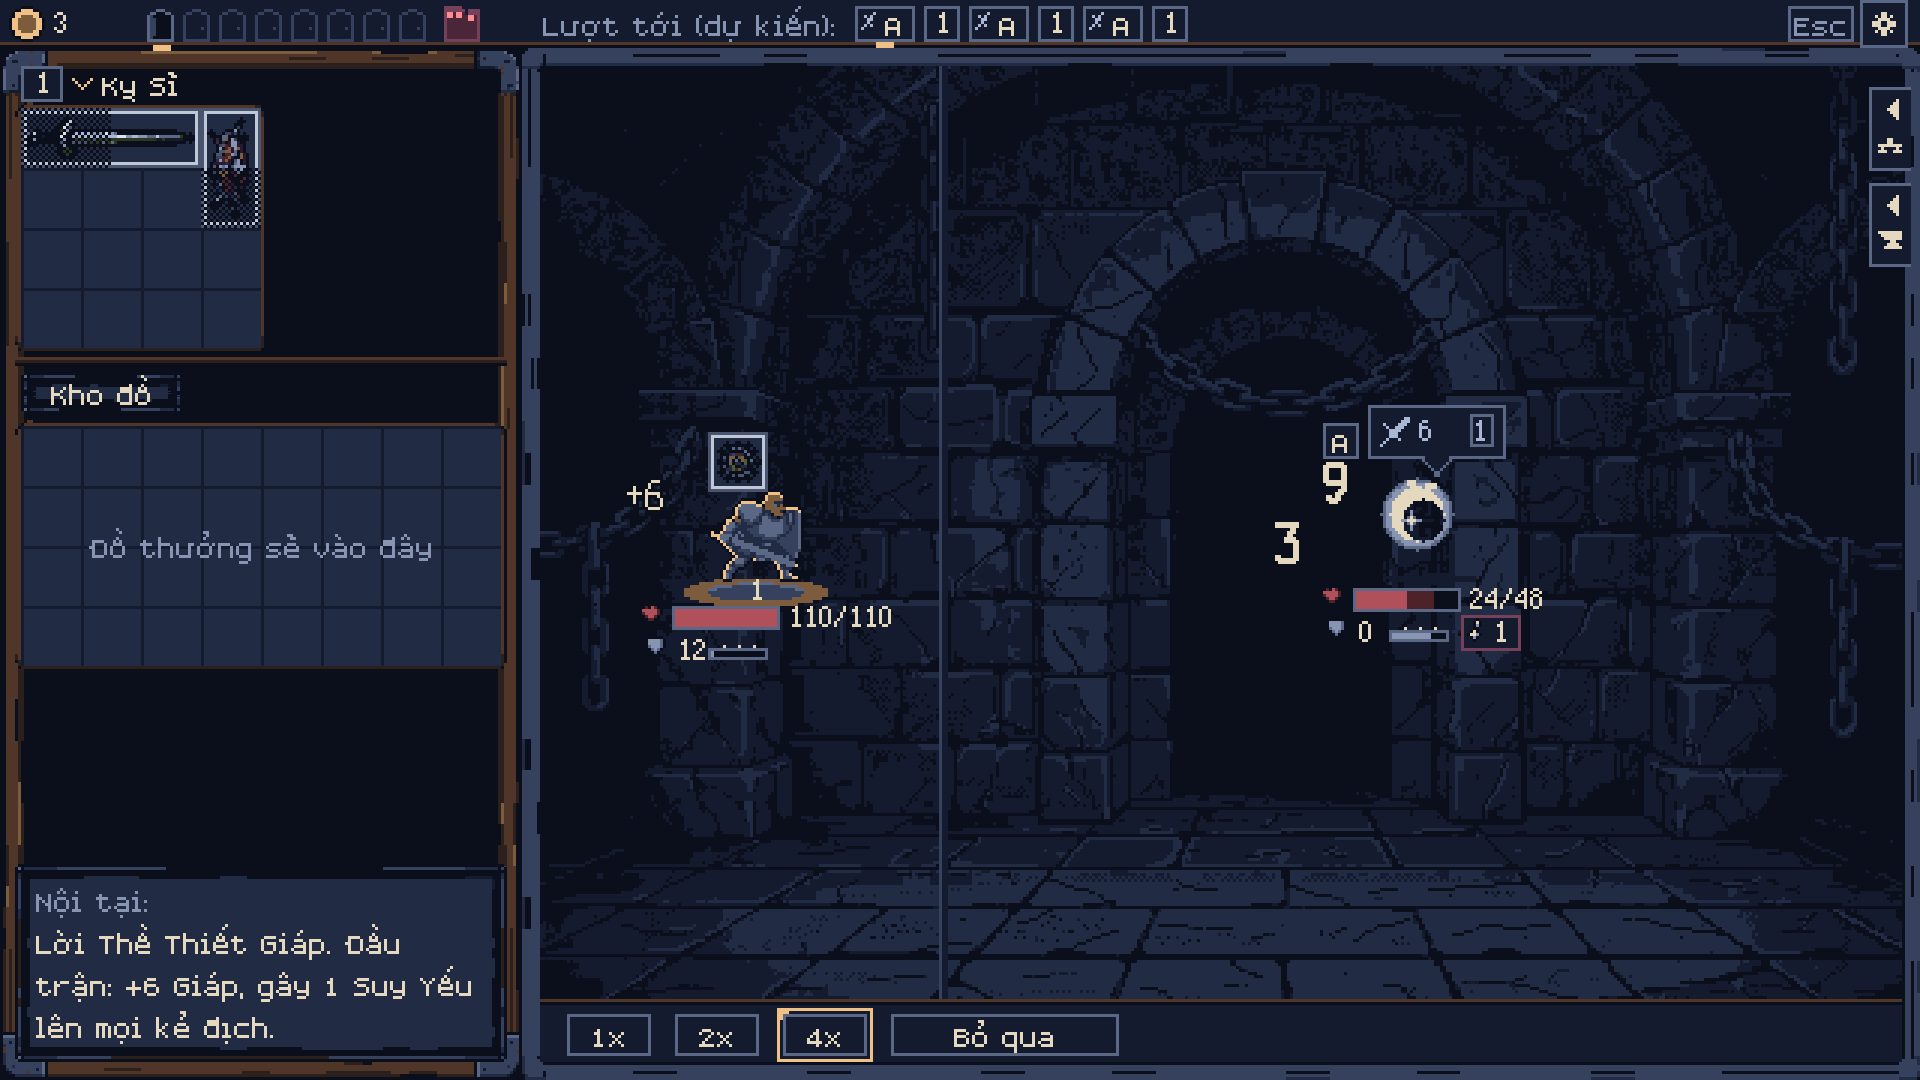 3
Lượt tới (dự kiến): A 1 A 1 A 1
Esc
1 Kỵ Sĩ
Kho đồ
Đồ thưởng sẽ vào đây
Nội tại:
Lời Thề Thiết Giáp. Đầu
trận: +6 Giáp, gây 1 Suy Yếu
lên mọi kẻ địch.
+6
1
110/110
12
A
6 1
9
3
24/48
0 1
1x 2x 4x Bỏ qua